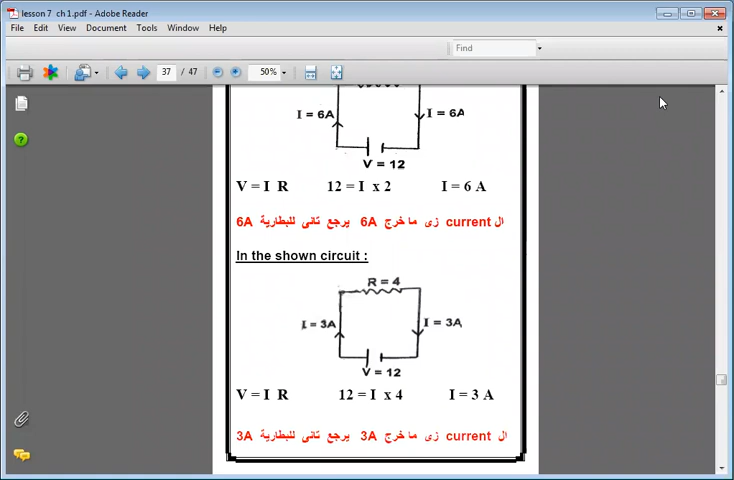 lesson 7 ch 1.pdf - Adobe Reader
File Edit View Document Tools Window Help
Find
37 / 47 50%
I = 6A I = 6A
V = 12
V = I R 12 = I x 2 I = 6 A
ال current زى ما خرج 6A يرجع تانى للبطارية 6A
In the shown circuit :
R = 4
I = 3A I = 3A
V = 12
V = I R 12 = I x 4 I = 3 A
ال current زى ما خرج 3A يرجع تانى للبطارية 3A